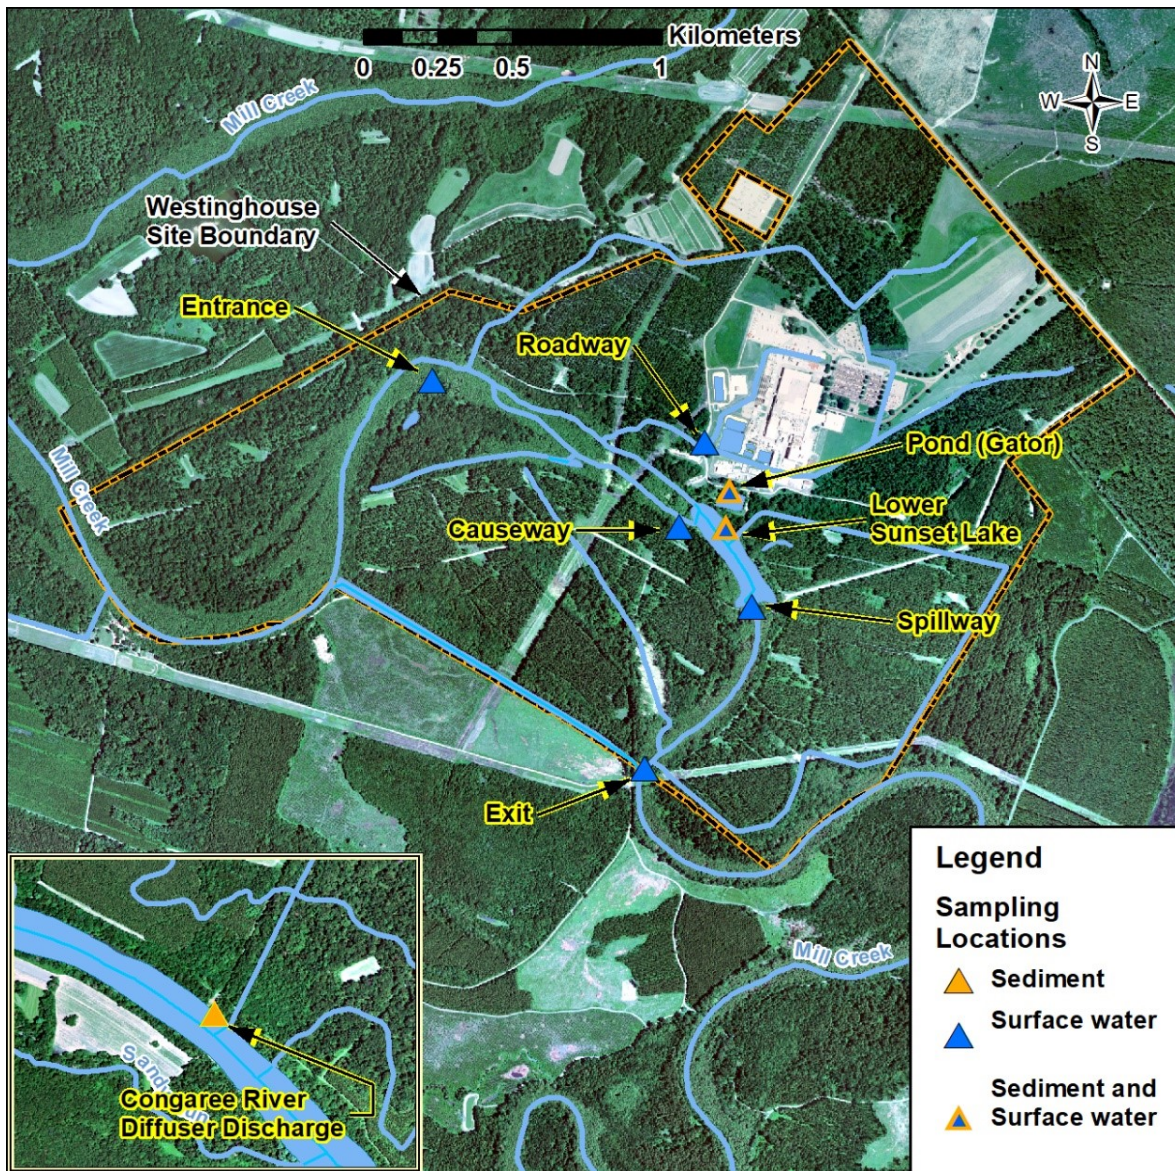 Kilometers
0 0.25 0.5 1
N
W E
S
Mill Creek
Westinghouse
Site Boundary
Entrance
Roadway
Pond (Gator)
Mill Creek
Causeway
Lower
Sunset Lake
Spillway
Exit
Mill Creek
Congaree River
Diffuser Discharge
Legend
Sampling
Locations
Sediment
Surface water
Sediment and
Surface water